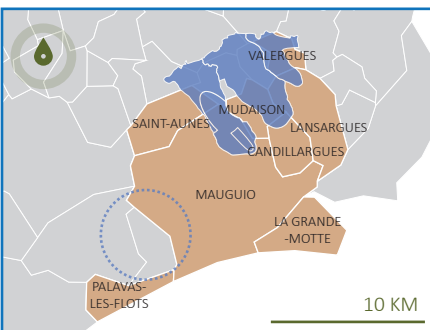 VALERGUES
MUDAISON
SAINT-AUNES
LANSARGUES
CANDILLARGUES
MAUGUIO
LA GRANDE
-MOTTE
PALAVAS-
LES-FLOTS
10 KM